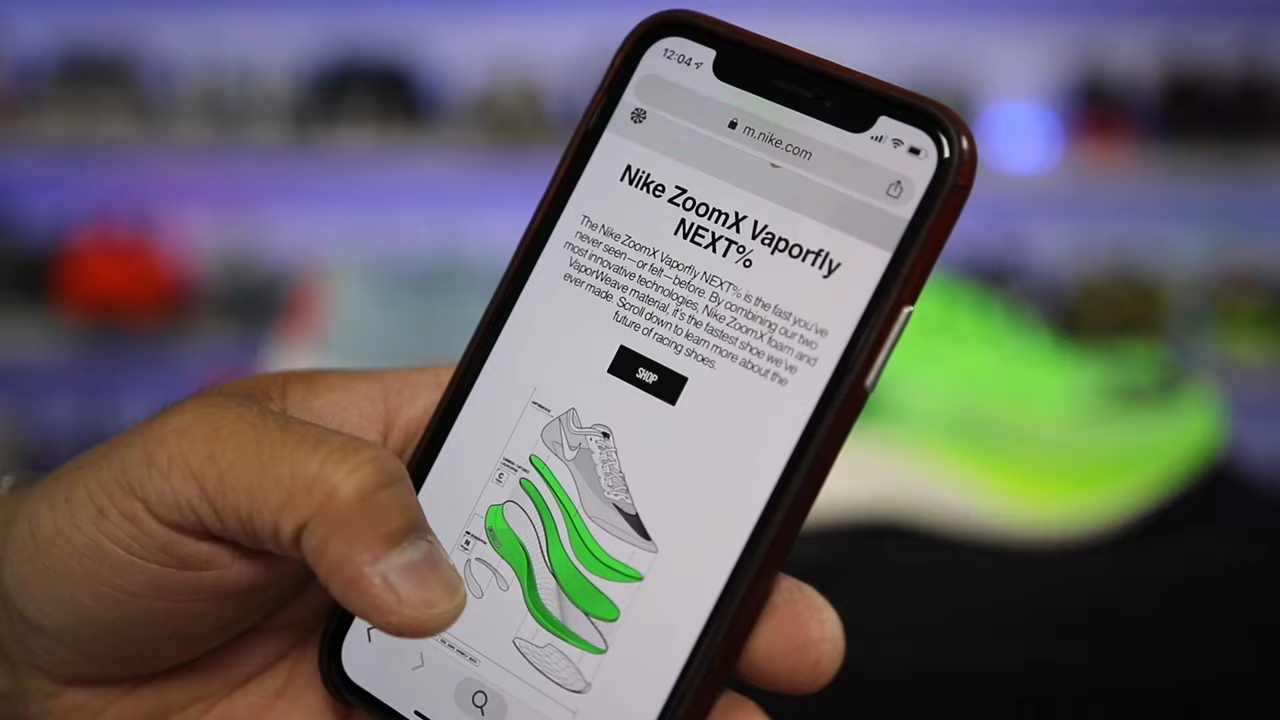 12:04
m.nike.com
Nike ZoomX Vaporfly
NEXT%
The Nike ZoomX Vaporfly NEXT% is the fast you've
never seen—or felt—before. By combining our two
most innovative technologies, Nike ZoomX foam and
VaporWeave material, it's the fastest shoe we've
ever made. Scroll down to learn more about the
future of racing shoes.
SHOP
C
N